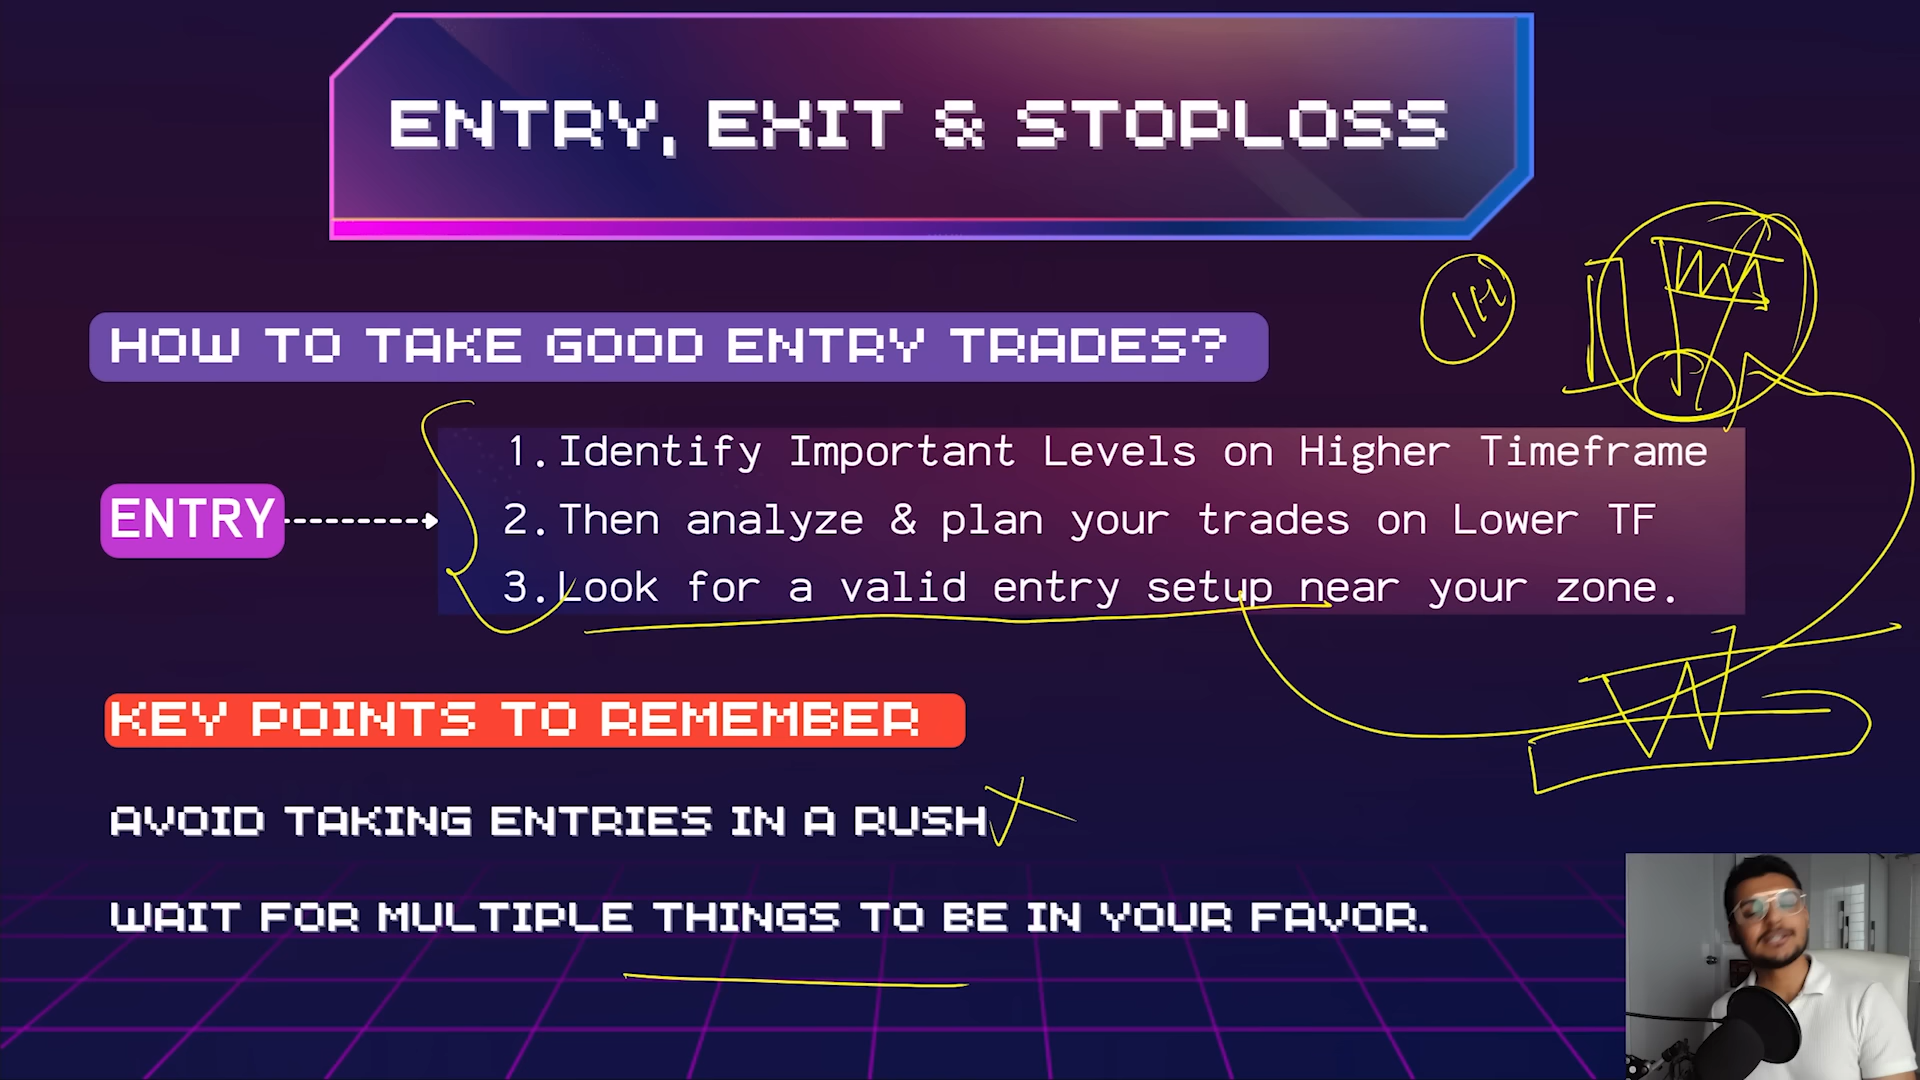 ENTRY, EXIT & STOPLOSS
HOW TO TAKE GOOD ENTRY TRADES?
ENTRY
1. Identify Important Levels on Higher Timeframe
2. Then analyze & plan your trades on Lower TF
3. Look for a valid entry setup near your zone.
KEY POINTS TO REMEMBER
AVOID TAKING ENTRIES IN A RUSH
WAIT FOR MULTIPLE THINGS TO BE IN YOUR FAVOR.